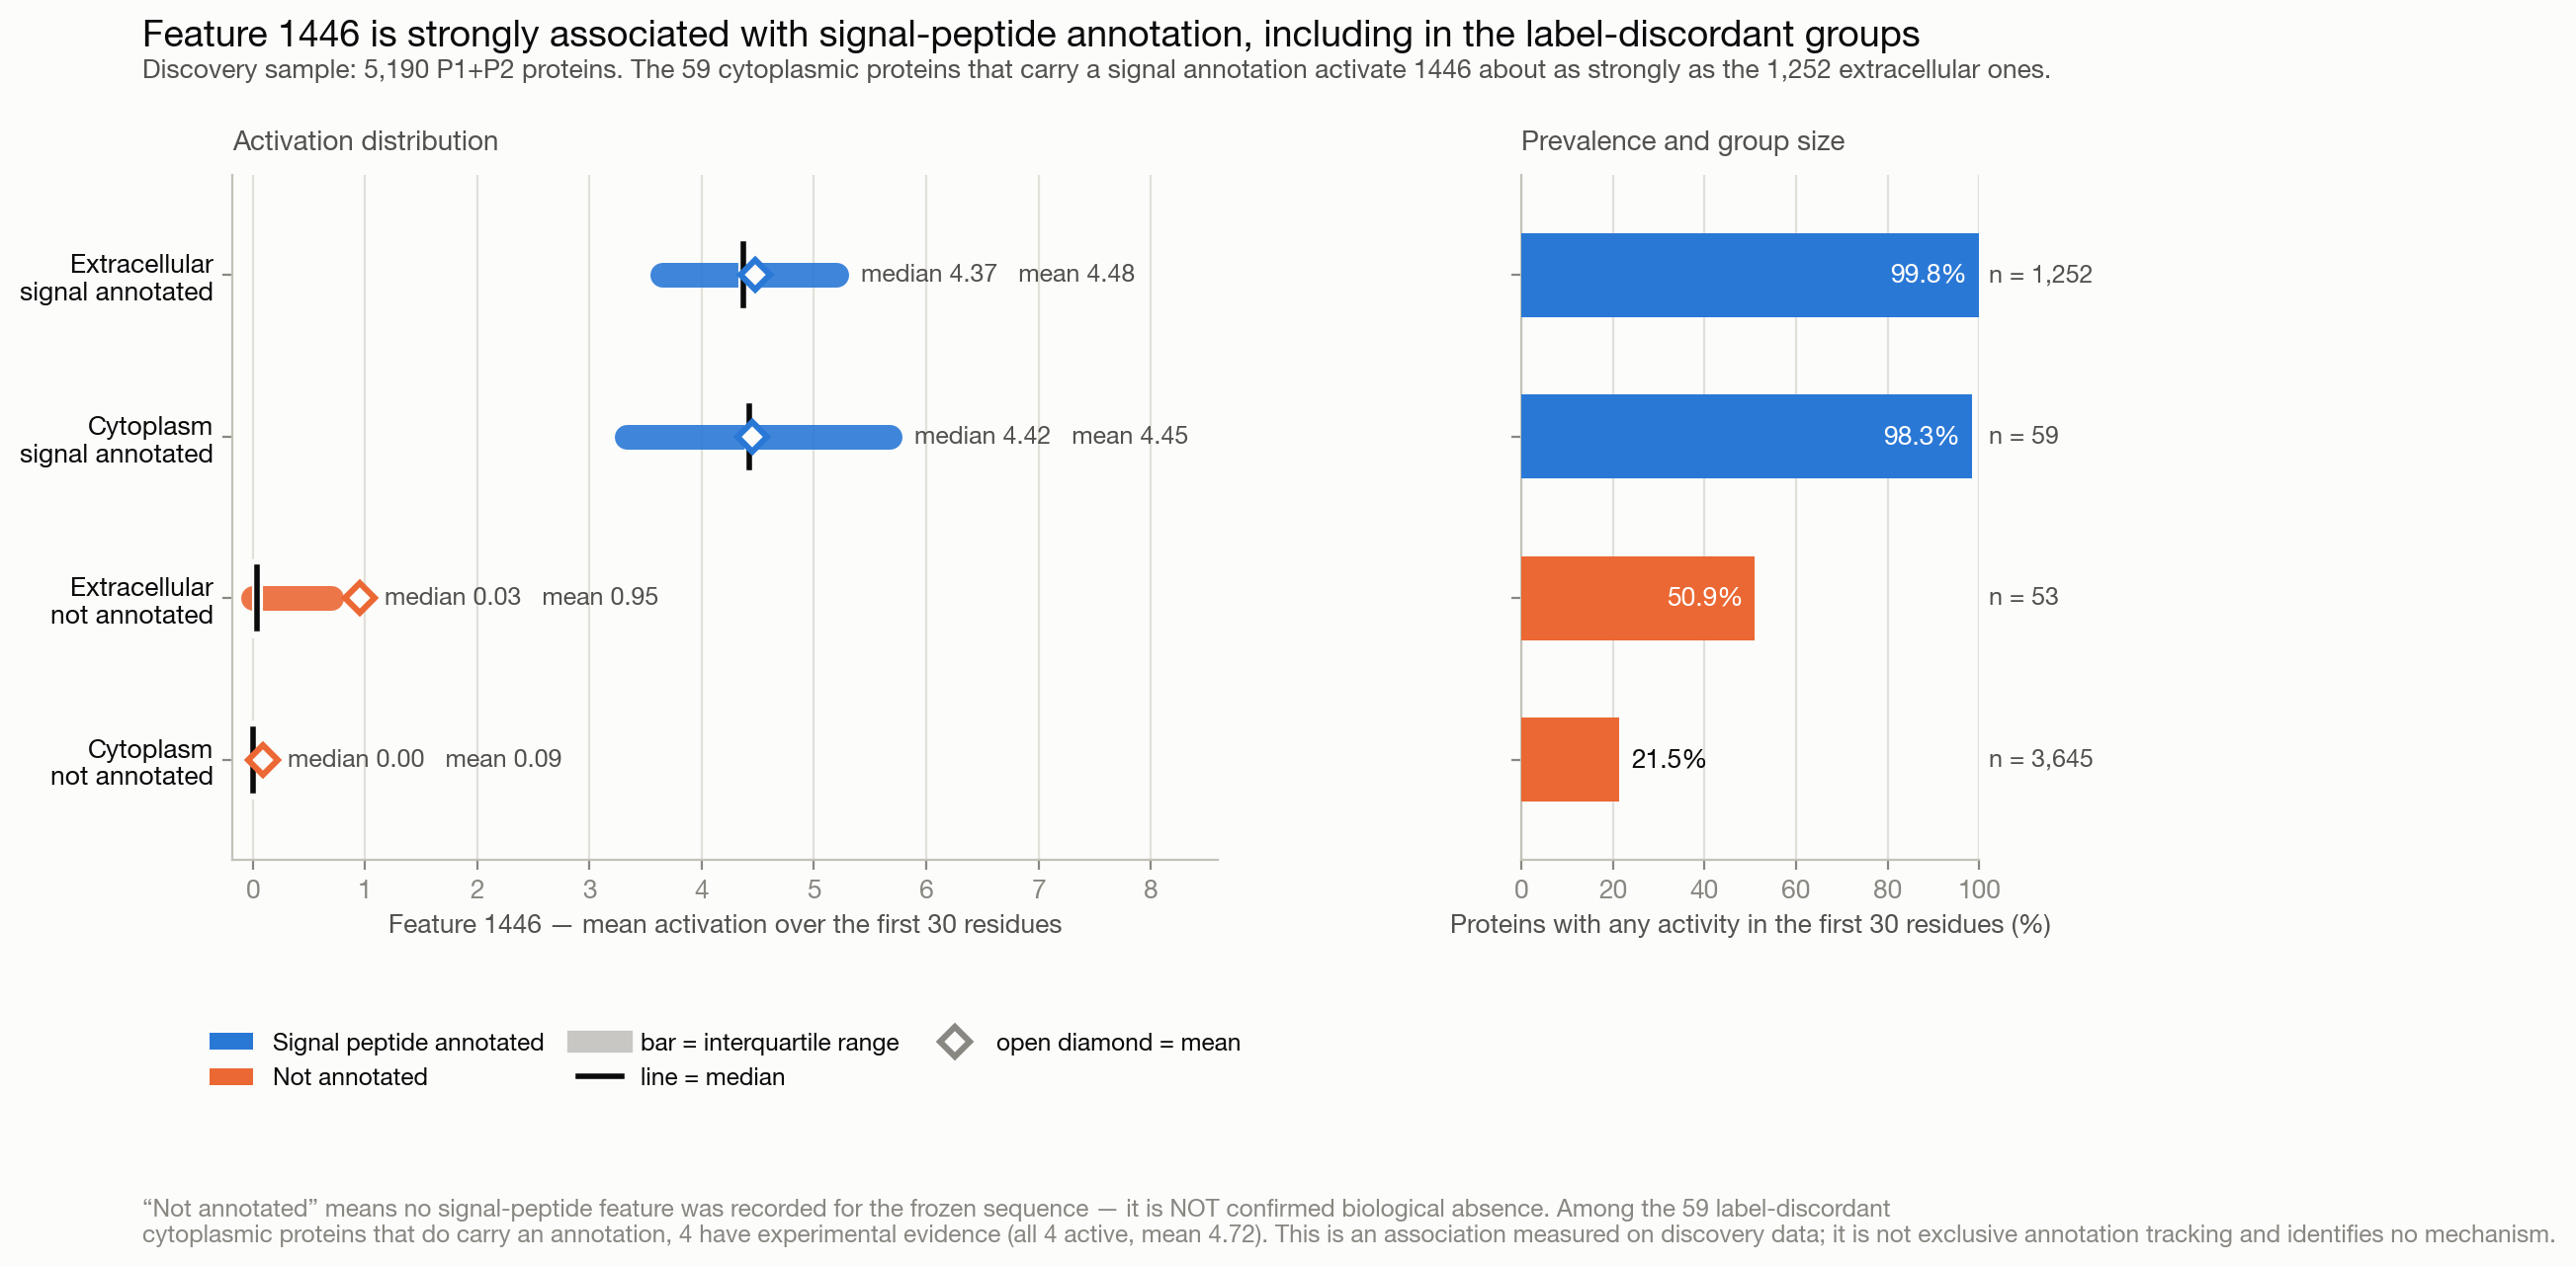 Feature 1446 is strongly associated with signal-peptide annotation, including in the label-discordant groups
Discovery sample: 5,190 P1+P2 proteins. The 59 cytoplasmic proteins that carry a signal annotation activate 1446 about as strongly as the 1,252 extracellular ones.
Activation distribution
Extracellular
signal annotated
median 4.37 mean 4.48
Cytoplasm
signal annotated
median 4.42 mean 4.45
Extracellular
not annotated
median 0.03 mean 0.95
Cytoplasm
not annotated
median 0.00 mean 0.09
0 1 2 3 4 5 6 7 8
Feature 1446 — mean activation over the first 30 residues
Prevalence and group size
99.8% n = 1,252
98.3% n = 59
50.9% n = 53
21.5% n = 3,645
0 20 40 60 80 100
Proteins with any activity in the first 30 residues (%)
Signal peptide annotated
Not annotated
bar = interquartile range
line = median
open diamond = mean
“Not annotated” means no signal-peptide feature was recorded for the frozen sequence — it is NOT confirmed biological absence. Among the 59 label-discordant
cytoplasmic proteins that do carry an annotation, 4 have experimental evidence (all 4 active, mean 4.72). This is an association measured on discovery data; it is not exclusive annotation tracking and identifies no mechanism.